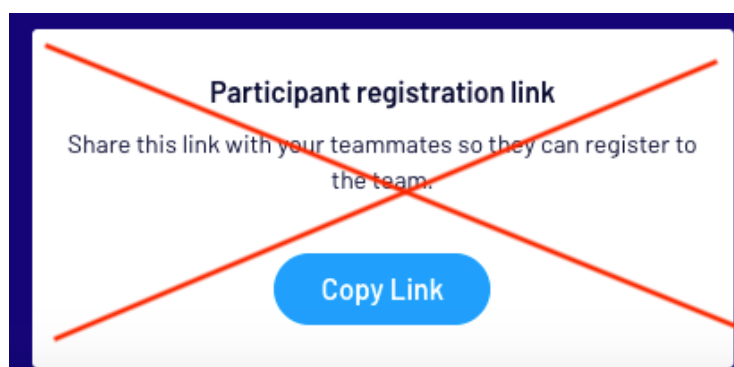 Participant registration link
Share this link with your teammates so they can register to
the team.
Copy Link